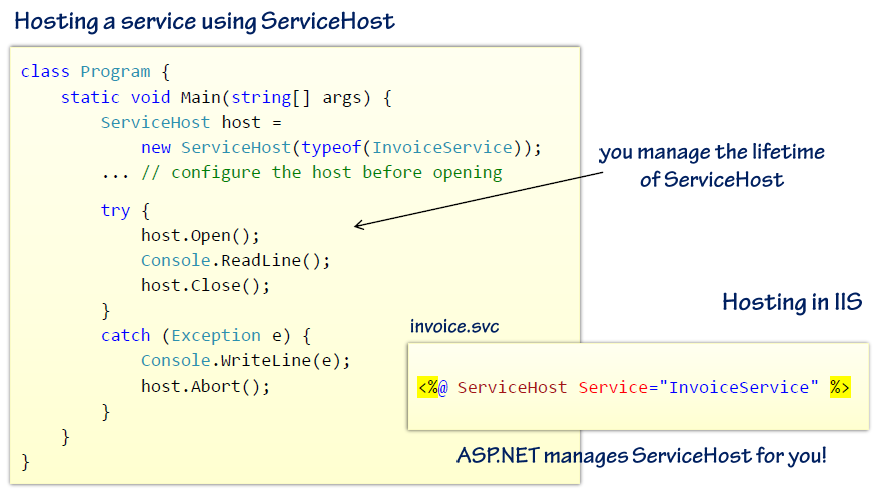 Hosting a service using ServiceHost
class Program {
static void Main(string[] args) {
ServiceHost host =
new ServiceHost(typeof(InvoiceService));
... // configure the host before opening
try {
host.Open();
Console.ReadLine();
host.Close();
}
catch (Exception e) {
Console.WriteLine(e);
host.Abort();
}
}
}
you manage the lifetime
of ServiceHost
Hosting in IIS
invoice.svc
<%@ ServiceHost Service="InvoiceService" %>
ASP.NET manages ServiceHost for you!